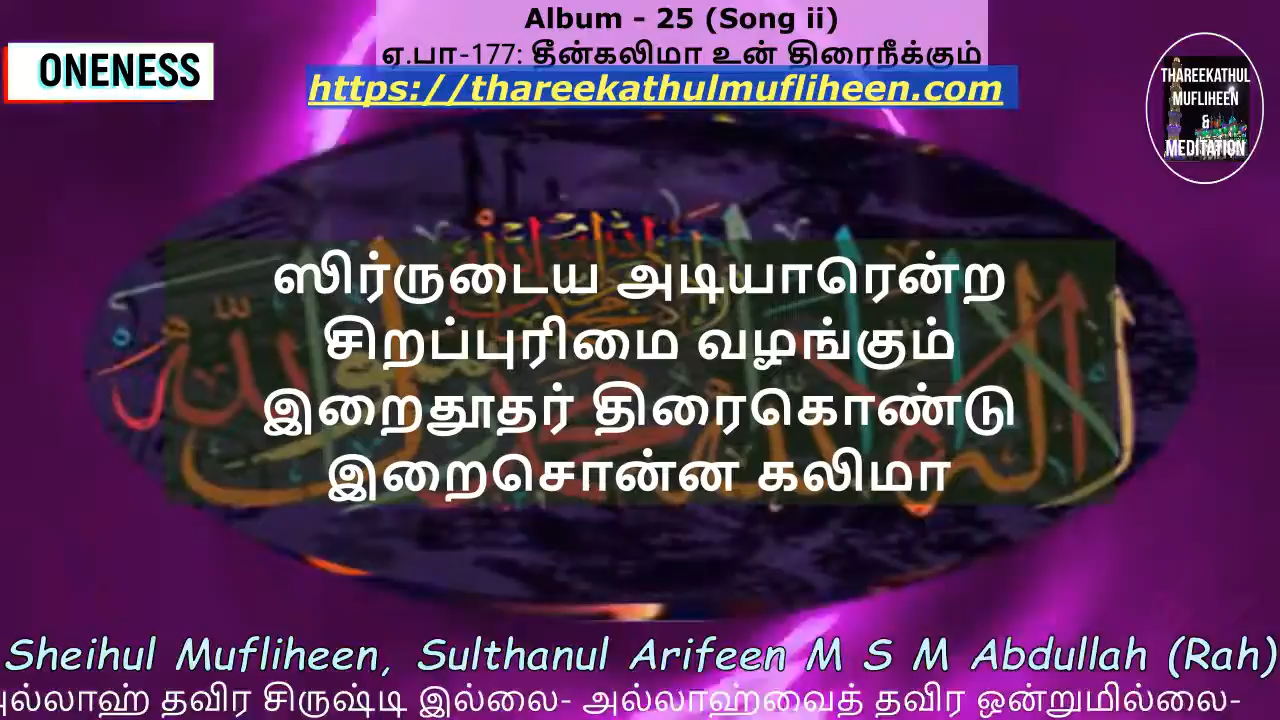 Album - 25 (Song ii)
ஏ.பா-177: தீன்கலிமா உன் திரைநீக்கும்
https://thareekathulmufliheen.com
ONENESS
THAREEKATHUL
MUFLIHEEN
&
MEDITATION
ஸிர்ருடைய அடியாரென்ற
சிறப்புரிமை வழங்கும்
இறைதூதர் திரைகொண்டு
இறைசொன்ன கலிமா
Sheihul Mufliheen, Sulthanul Arifeen M S M Abdullah (Rah)
அல்லாஹ் தவிர சிருஷ்டி இல்லை- அல்லாஹ்வைத் தவிர ஒன்றுமில்லை-